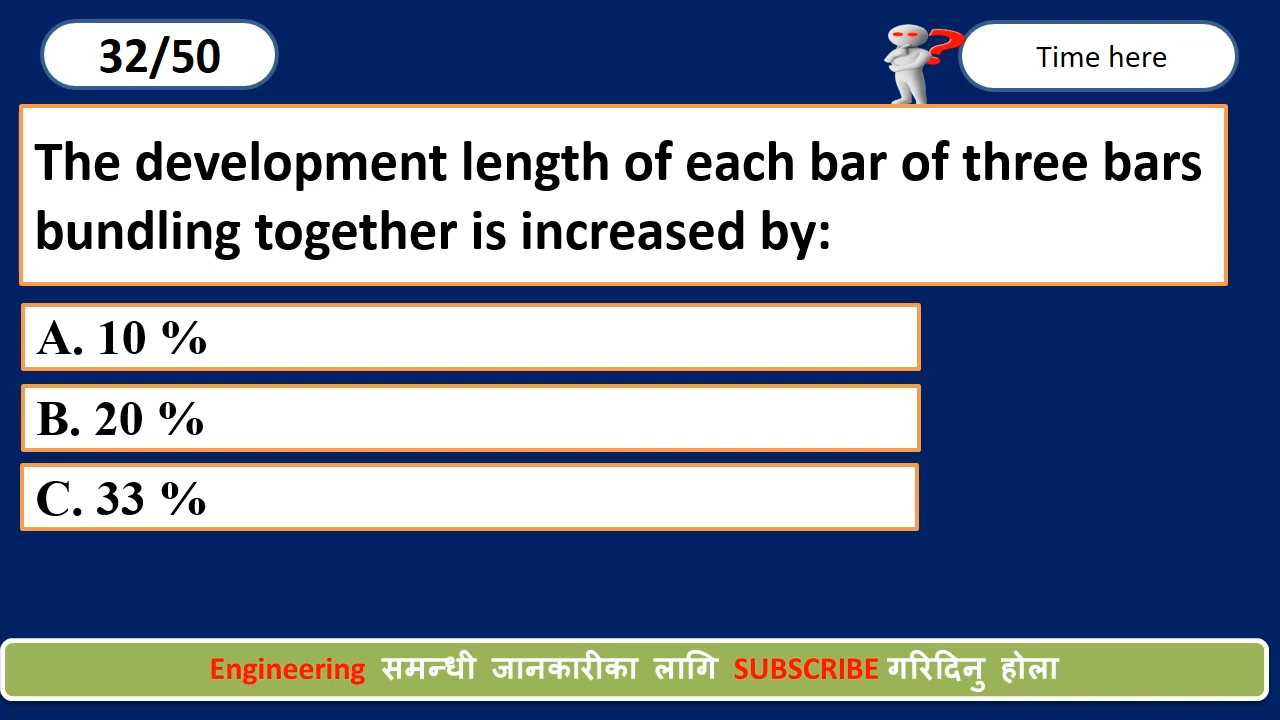 32/50
Time here
The development length of each bar of three bars
bundling together is increased by:
A. 10 %
B. 20 %
C. 33 %
Engineering समन्धी जानकारीका लागि SUBSCRIBE गरिदिनु होला